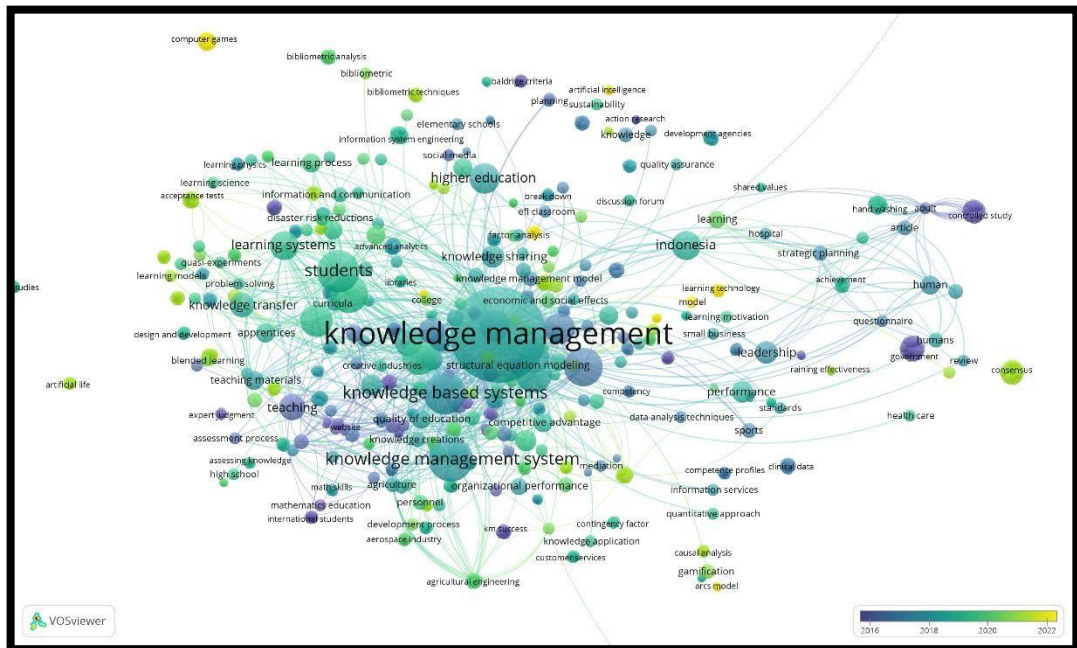 computer games
bibliometric analysis
bibliometric
baldrige criteria
artificial intelligence
bibliometric techniques
planning
sustainability
action research
elementary schools
knowledge
development agencies
information system engineering
social media
learning physics
learning process
quality assurance
higher education
learning science
shared values
acceptance tests
information and communication
break down
discussion forum
hand washing
adult
controlled study
efl classroom
disaster risk reductions
learning
article
factor analysis
hospital
learning systems
advanced analytics
indonesia
knowledge sharing
strategic planning
quasi-experiments
students
learning models
problem solving
libraries
knowledge management model
achievement
human
tudies
learning technology
college
economic and social effects
model
knowledge transfer
curricula
learning motivation
questionnaire
design and development
apprentices
knowledge management
small business
humans
leadership
government
review
blended learning
creative industries
structural equation modeling
raining effectiveness
consensus
artificial life
teaching materials
knowledge based systems
competency
performance
expert judgment
teaching
standards
health care
website
quality of education
competitive advantage
data analysis techniques
sports
assessment process
knowledge creations
assessing knowledge
knowledge management system
mediation
clinical data
high school
competence profiles
math skills
agriculture
organizational performance
information services
mathematics education
personnel
quantitative approach
international students
development process
km success
contingency factor
aerospace industry
knowledge application
customer services
causal analysis
agricultural engineering
gamification
arcs model
VOSviewer
2016 2018 2020 2022